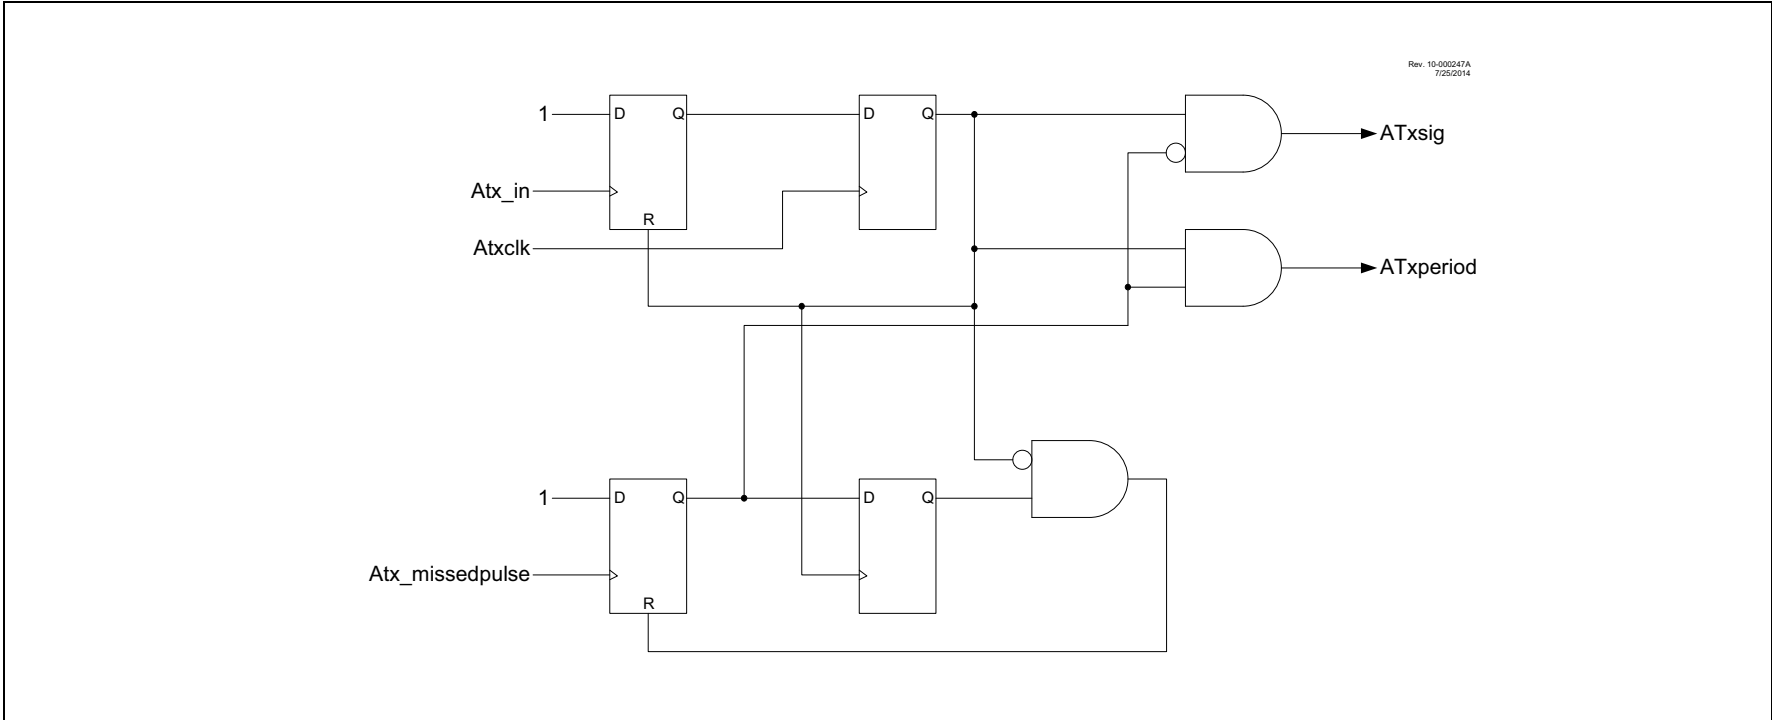 Rev. 10-000247A
7/25/2014
1
D Q
D Q
ATxsig
Atx_in
R
Atxclk
ATxperiod
1
D Q
D Q
Atx_missedpulse
R